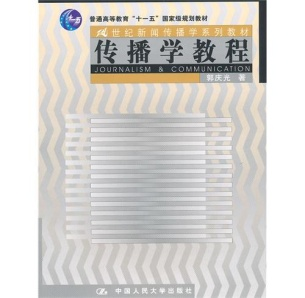 普通高等教育“十一五”国家级规划教材
21世纪新闻传播学系列教材
传播学教程
JOURNALISM & COMMUNICATION
郭庆光 著
中国人民大学出版社